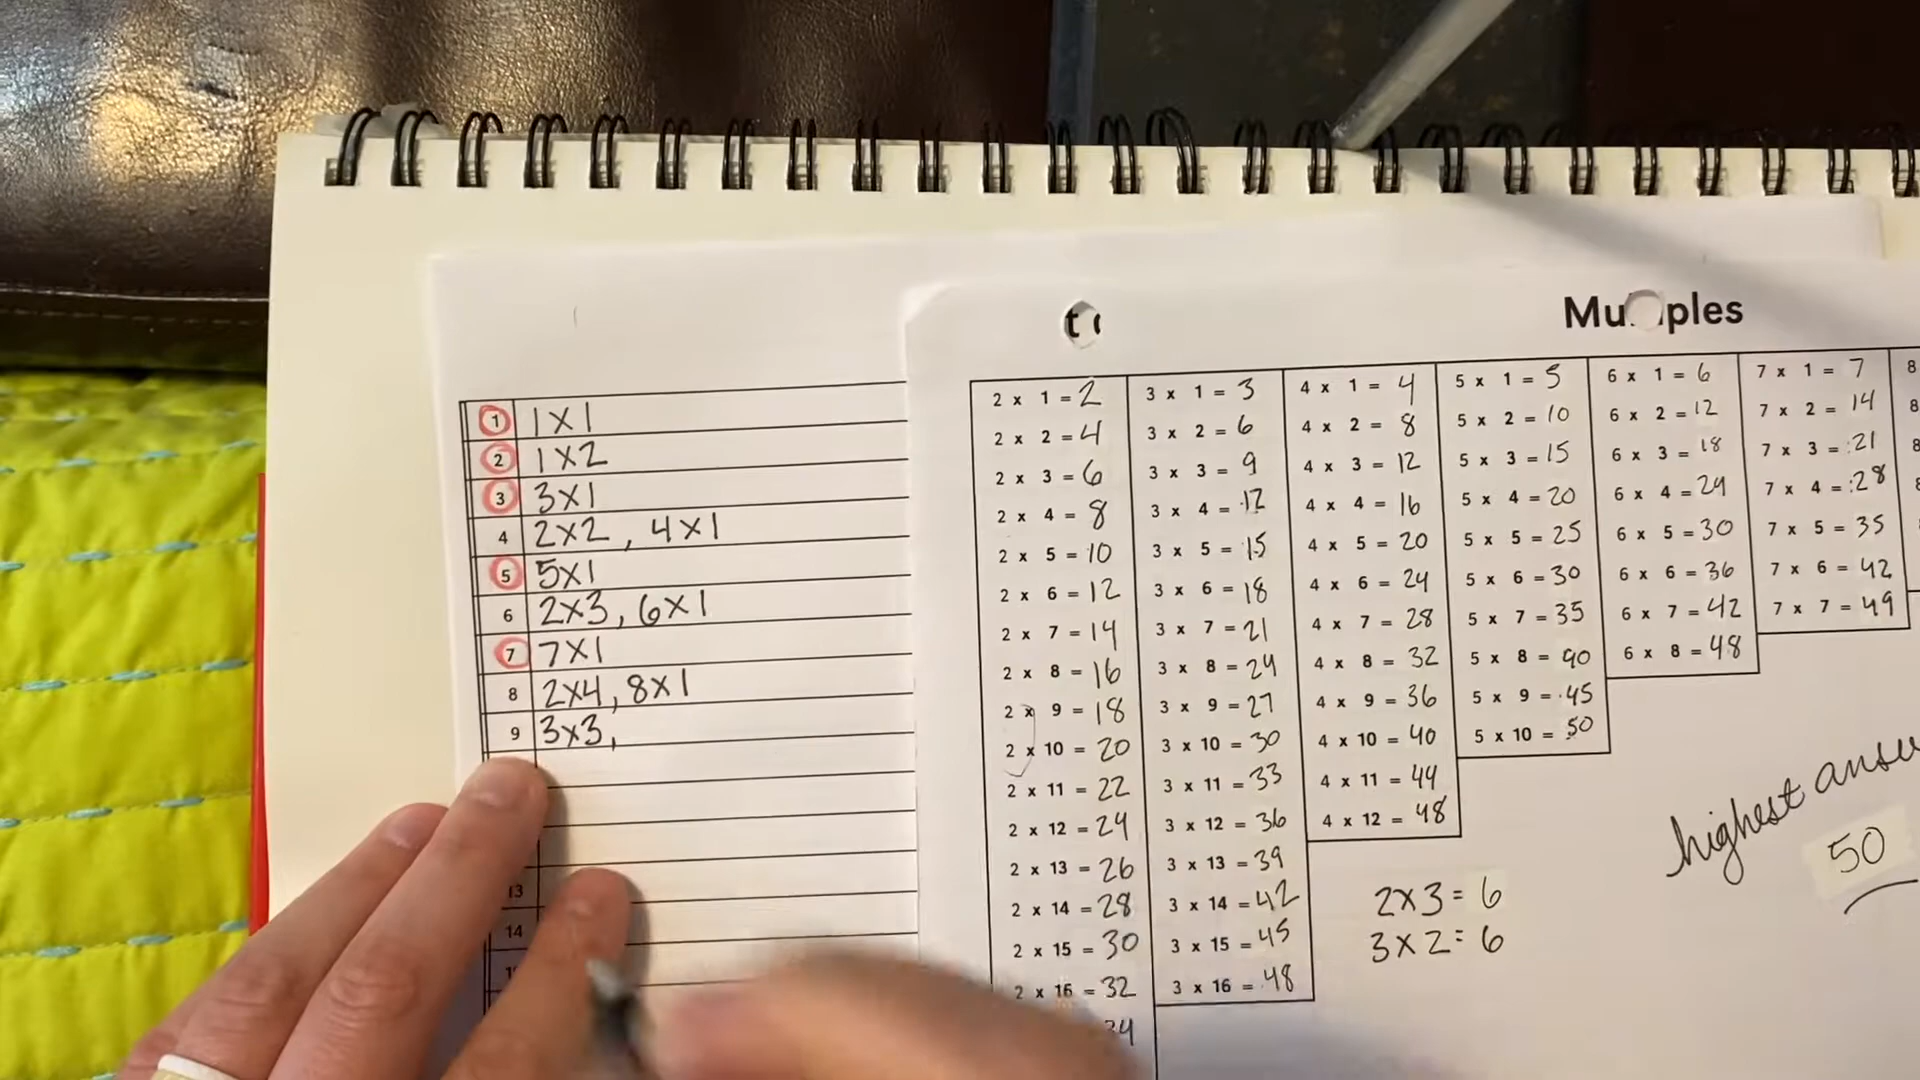 1 1X1
2 1X2
3 3X1
4 2X2, 4X1
5 5X1
6 2X3, 6X1
7 7X1
8 2X4, 8X1
9 3X3,
13
14
2 x 1 = 2
2 x 2 = 4
2 x 3 = 6
2 x 4 = 8
2 x 5 = 10
2 x 6 = 12
2 x 7 = 14
2 x 8 = 16
2 x 9 = 18
2 x 10 = 20
2 x 11 = 22
2 x 12 = 24
2 x 13 = 26
2 x 14 = 28
2 x 15 = 30
2 x 16 = 32
34
3 x 1 = 3
3 x 2 = 6
3 x 3 = 9
3 x 4 = 12
3 x 5 = 15
3 x 6 = 18
3 x 7 = 21
3 x 8 = 24
3 x 9 = 27
3 x 10 = 30
3 x 11 = 33
3 x 12 = 36
3 x 13 = 39
3 x 14 = 42
3 x 15 = 45
3 x 16 = 48
4 x 1 = 4
4 x 2 = 8
4 x 3 = 12
4 x 4 = 16
4 x 5 = 20
4 x 6 = 24
4 x 7 = 28
4 x 8 = 32
4 x 9 = 36
4 x 10 = 40
4 x 11 = 44
4 x 12 = 48
5 x 1 = 5
5 x 2 = 10
5 x 3 = 15
5 x 4 = 20
5 x 5 = 25
5 x 6 = 30
5 x 7 = 35
5 x 8 = 40
5 x 9 = 45
5 x 10 = 50
6 x 1 = 6
6 x 2 = 12
6 x 3 = 18
6 x 4 = 24
6 x 5 = 30
6 x 6 = 36
6 x 7 = 42
6 x 8 = 48
7 x 1 = 7
7 x 2 = 14
7 x 3 = 21
7 x 4 = 28
7 x 5 = 35
7 x 6 = 42
7 x 7 = 49
8
8
8
2X3 = 6
3X2 = 6
highest
50